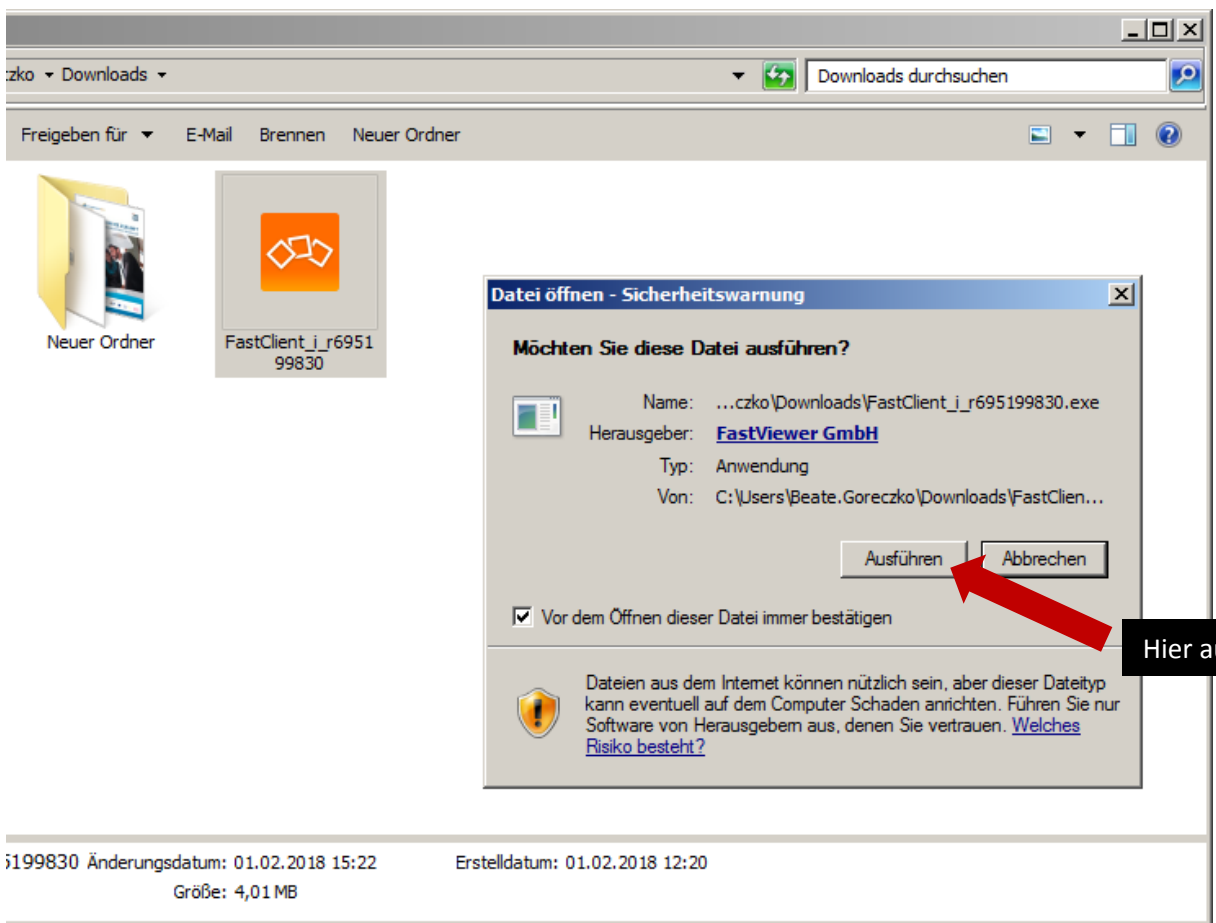 zko Downloads
Downloads durchsuchen
Freigeben für E-Mail Brennen Neuer Ordner
Neuer Ordner
FastClient_i_r6951
99830
Datei öffnen - Sicherheitswarnung
Möchten Sie diese Datei ausführen?
Name: ...czko\Downloads\FastClient_i_r695199830.exe
Herausgeber: FastViewer GmbH
Typ: Anwendung
Von: C:\Users\Beate.Goreczko\Downloads\FastClien...
Ausführen Abbrechen
Vor dem Öffnen dieser Datei immer bestätigen
Hier au
Dateien aus dem Internet können nützlich sein, aber dieser Dateityp
kann eventuell auf dem Computer Schaden anrichten. Führen Sie nur
Software von Herausgebern aus, denen Sie vertrauen. Welches
Risiko besteht?
5199830 Änderungsdatum: 01.02.2018 15:22 Erstelldatum: 01.02.2018 12:20
Größe: 4,01 MB